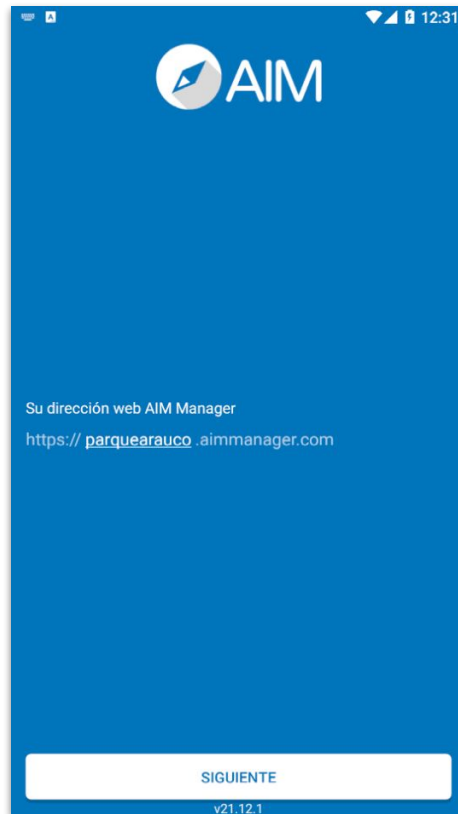 A
12:31
AIM
Su dirección web AIM Manager
https:// parquearauco .aimmanager.com
SIGUIENTE
v21.12.1